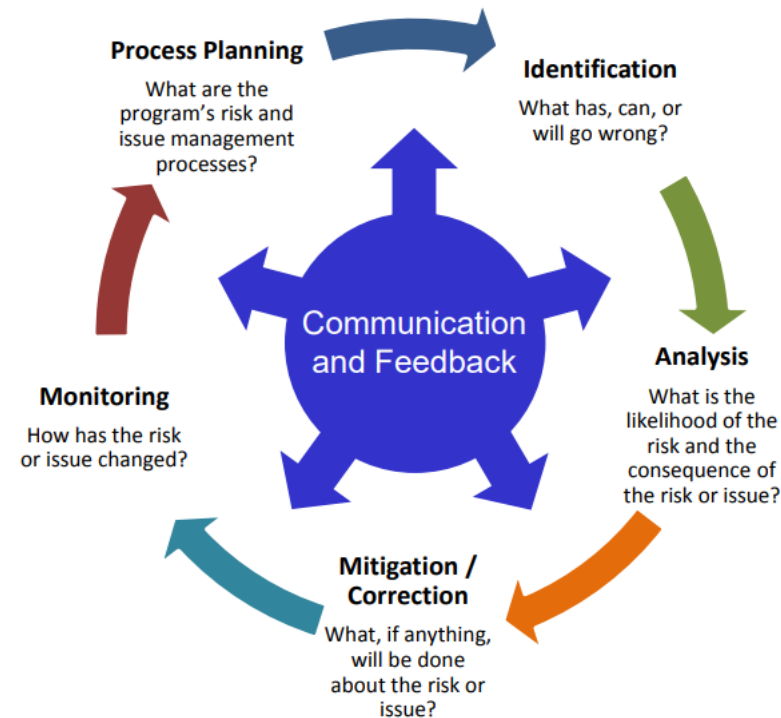 Process Planning
What are the
program's risk and
issue management
processes?
Identification
What has, can, or
will go wrong?
Communication
and Feedback
Analysis
What is the
likelihood of the
risk and the
consequence of
the risk or issue?
Mitigation /
Correction
What, if anything,
will be done
about the risk or
issue?
Monitoring
How has the risk
or issue changed?